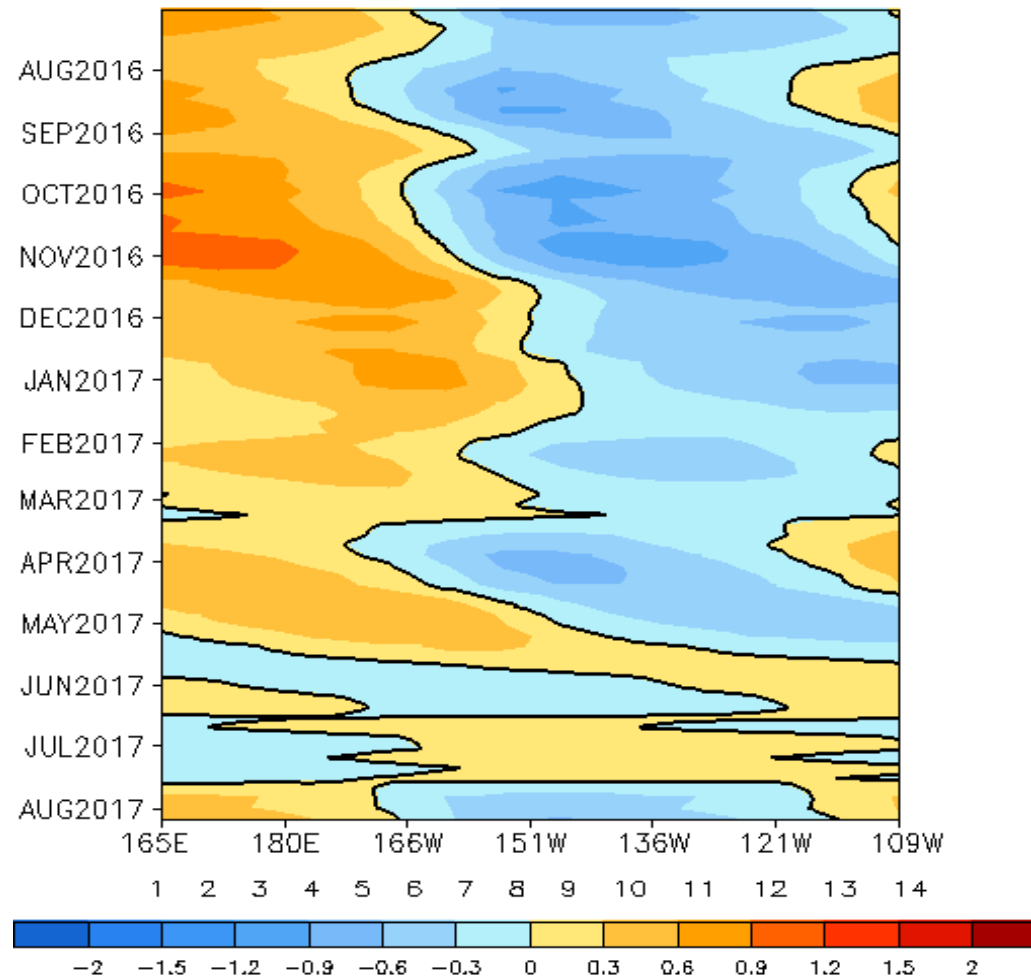 AUG2016
SEP2016
OCT2016
NOV2016
DEC2016
JAN2017
FEB2017
MAR2017
APR2017
MAY2017
JUN2017
JUL2017
AUG2017
165E 180E 166W 151W 136W 121W 109W
1 2 3 4 5 6 7 8 9 10 11 12 13 14
−2 −1.5 −1.2 −0.9 −0.6 −0.3 0 0.3 0.6 0.9 1.2 1.5 2